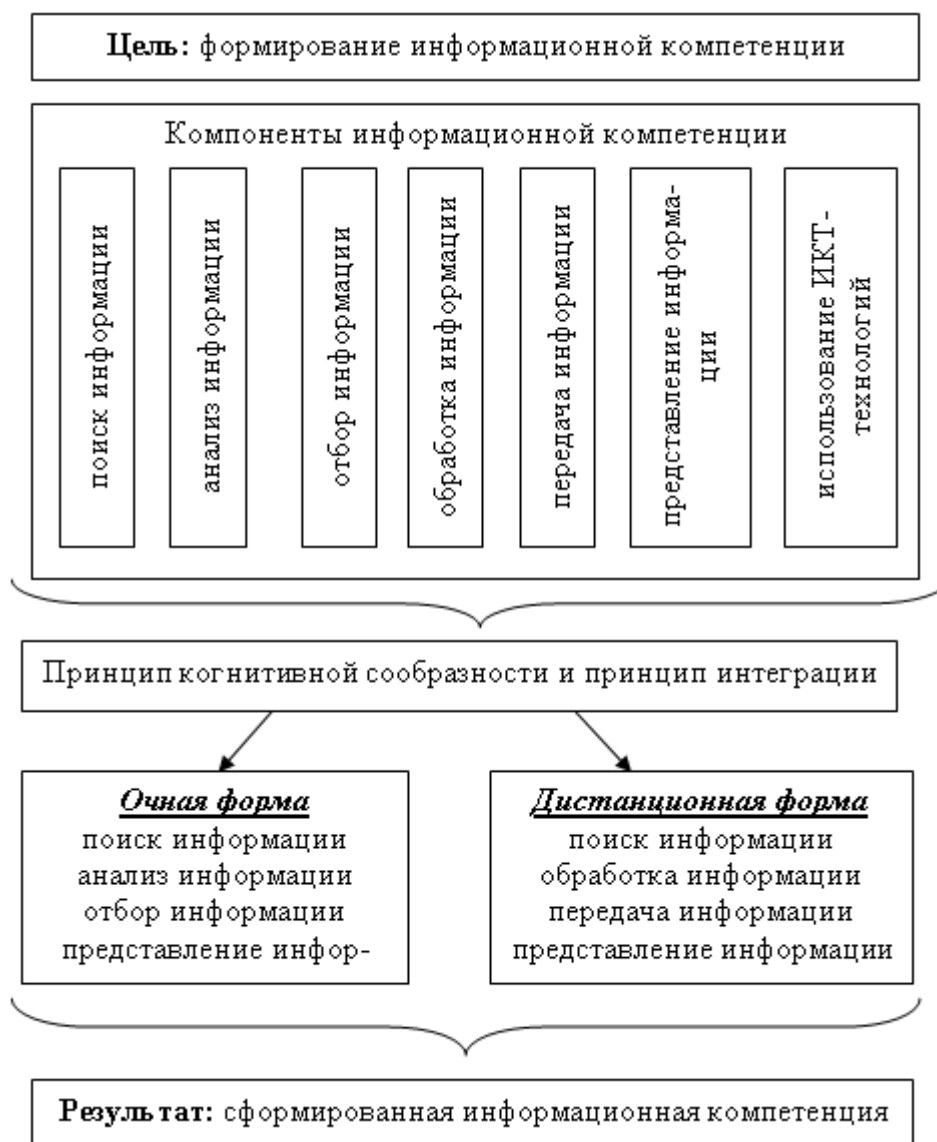 Цель: формирование информационной компетенции
Компоненты информационной компетенции
поиск информации
анализ информации
отбор информации
обработка информации
передача информации
представление информа-
ции
использование ИКТ-
технологий
Принцип когнитивной сообразности и принцип интеграции
Очная форма
поиск информации
анализ информации
отбор информации
представление инфор-
Дистанционная форма
поиск информации
обработка информации
передача информации
представление информации
Результат: сформированная информационная компетенция